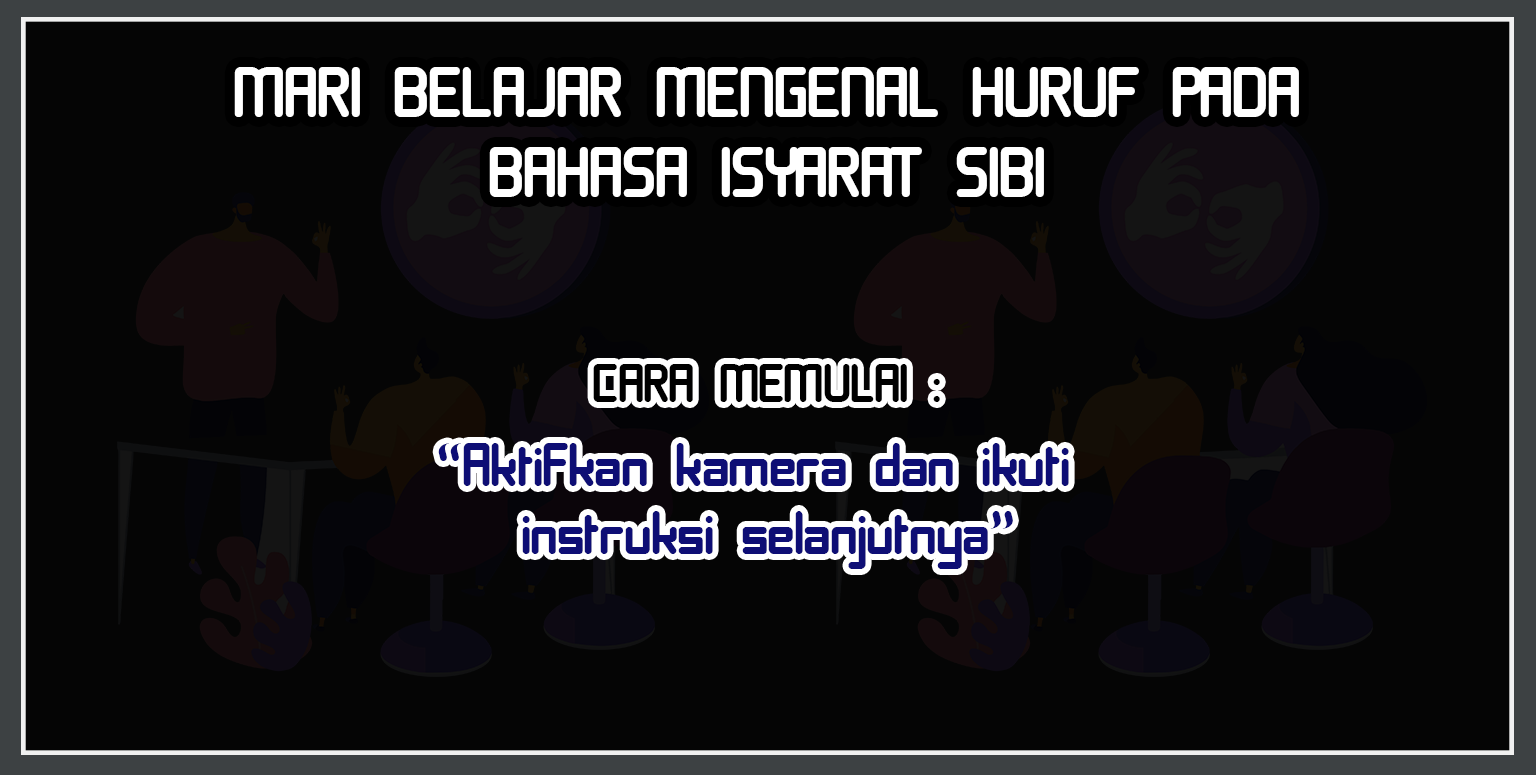 MARI BELAJAR MENGENAL HURUF PADA
BAHASA ISYARAT SIBI
CARA MEMULAI :
“Aktifkan kamera dan ikuti
instruksi selanjutnya”